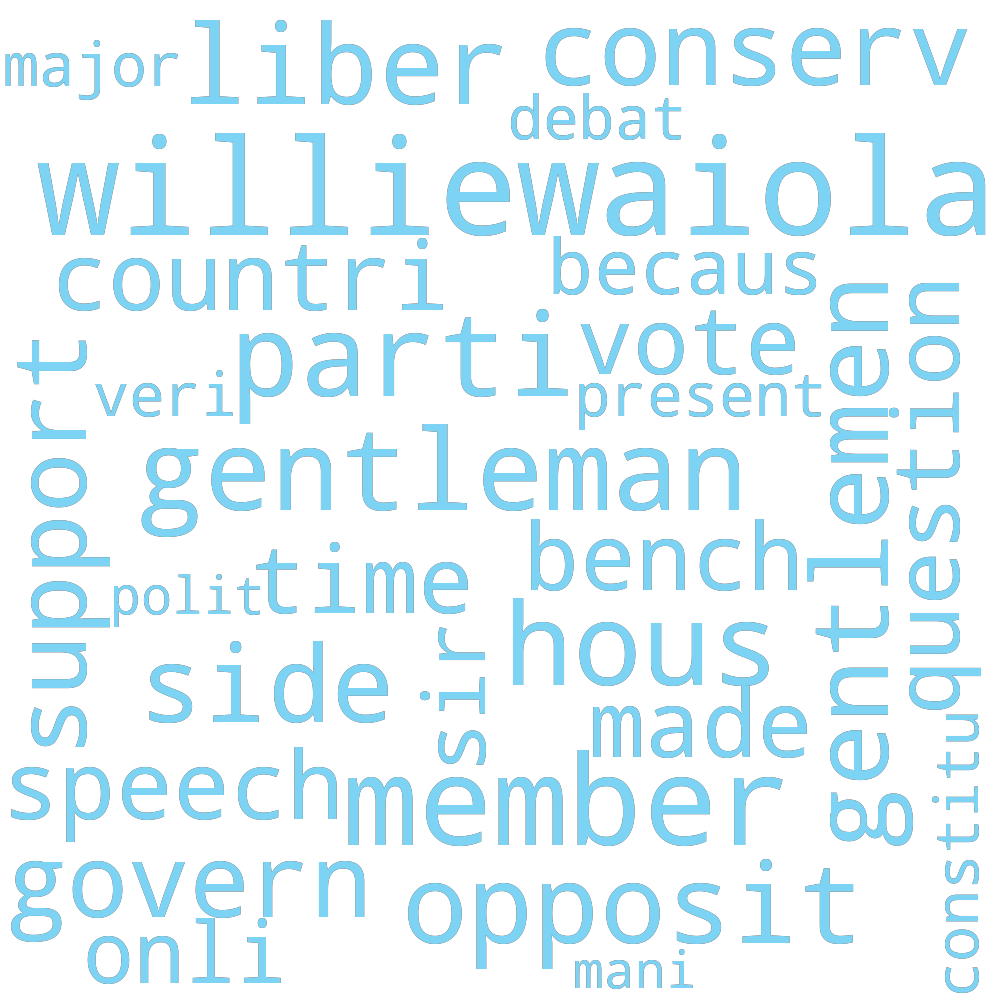 major
liber
conserv
debat
williewaiola
countri
becaus
parti
vote
veri
present
support
gentlemen
question
gentleman
bench
time
polit
hous
side
sir
made
speech
member
constitu
govern
opposit
onli
mani